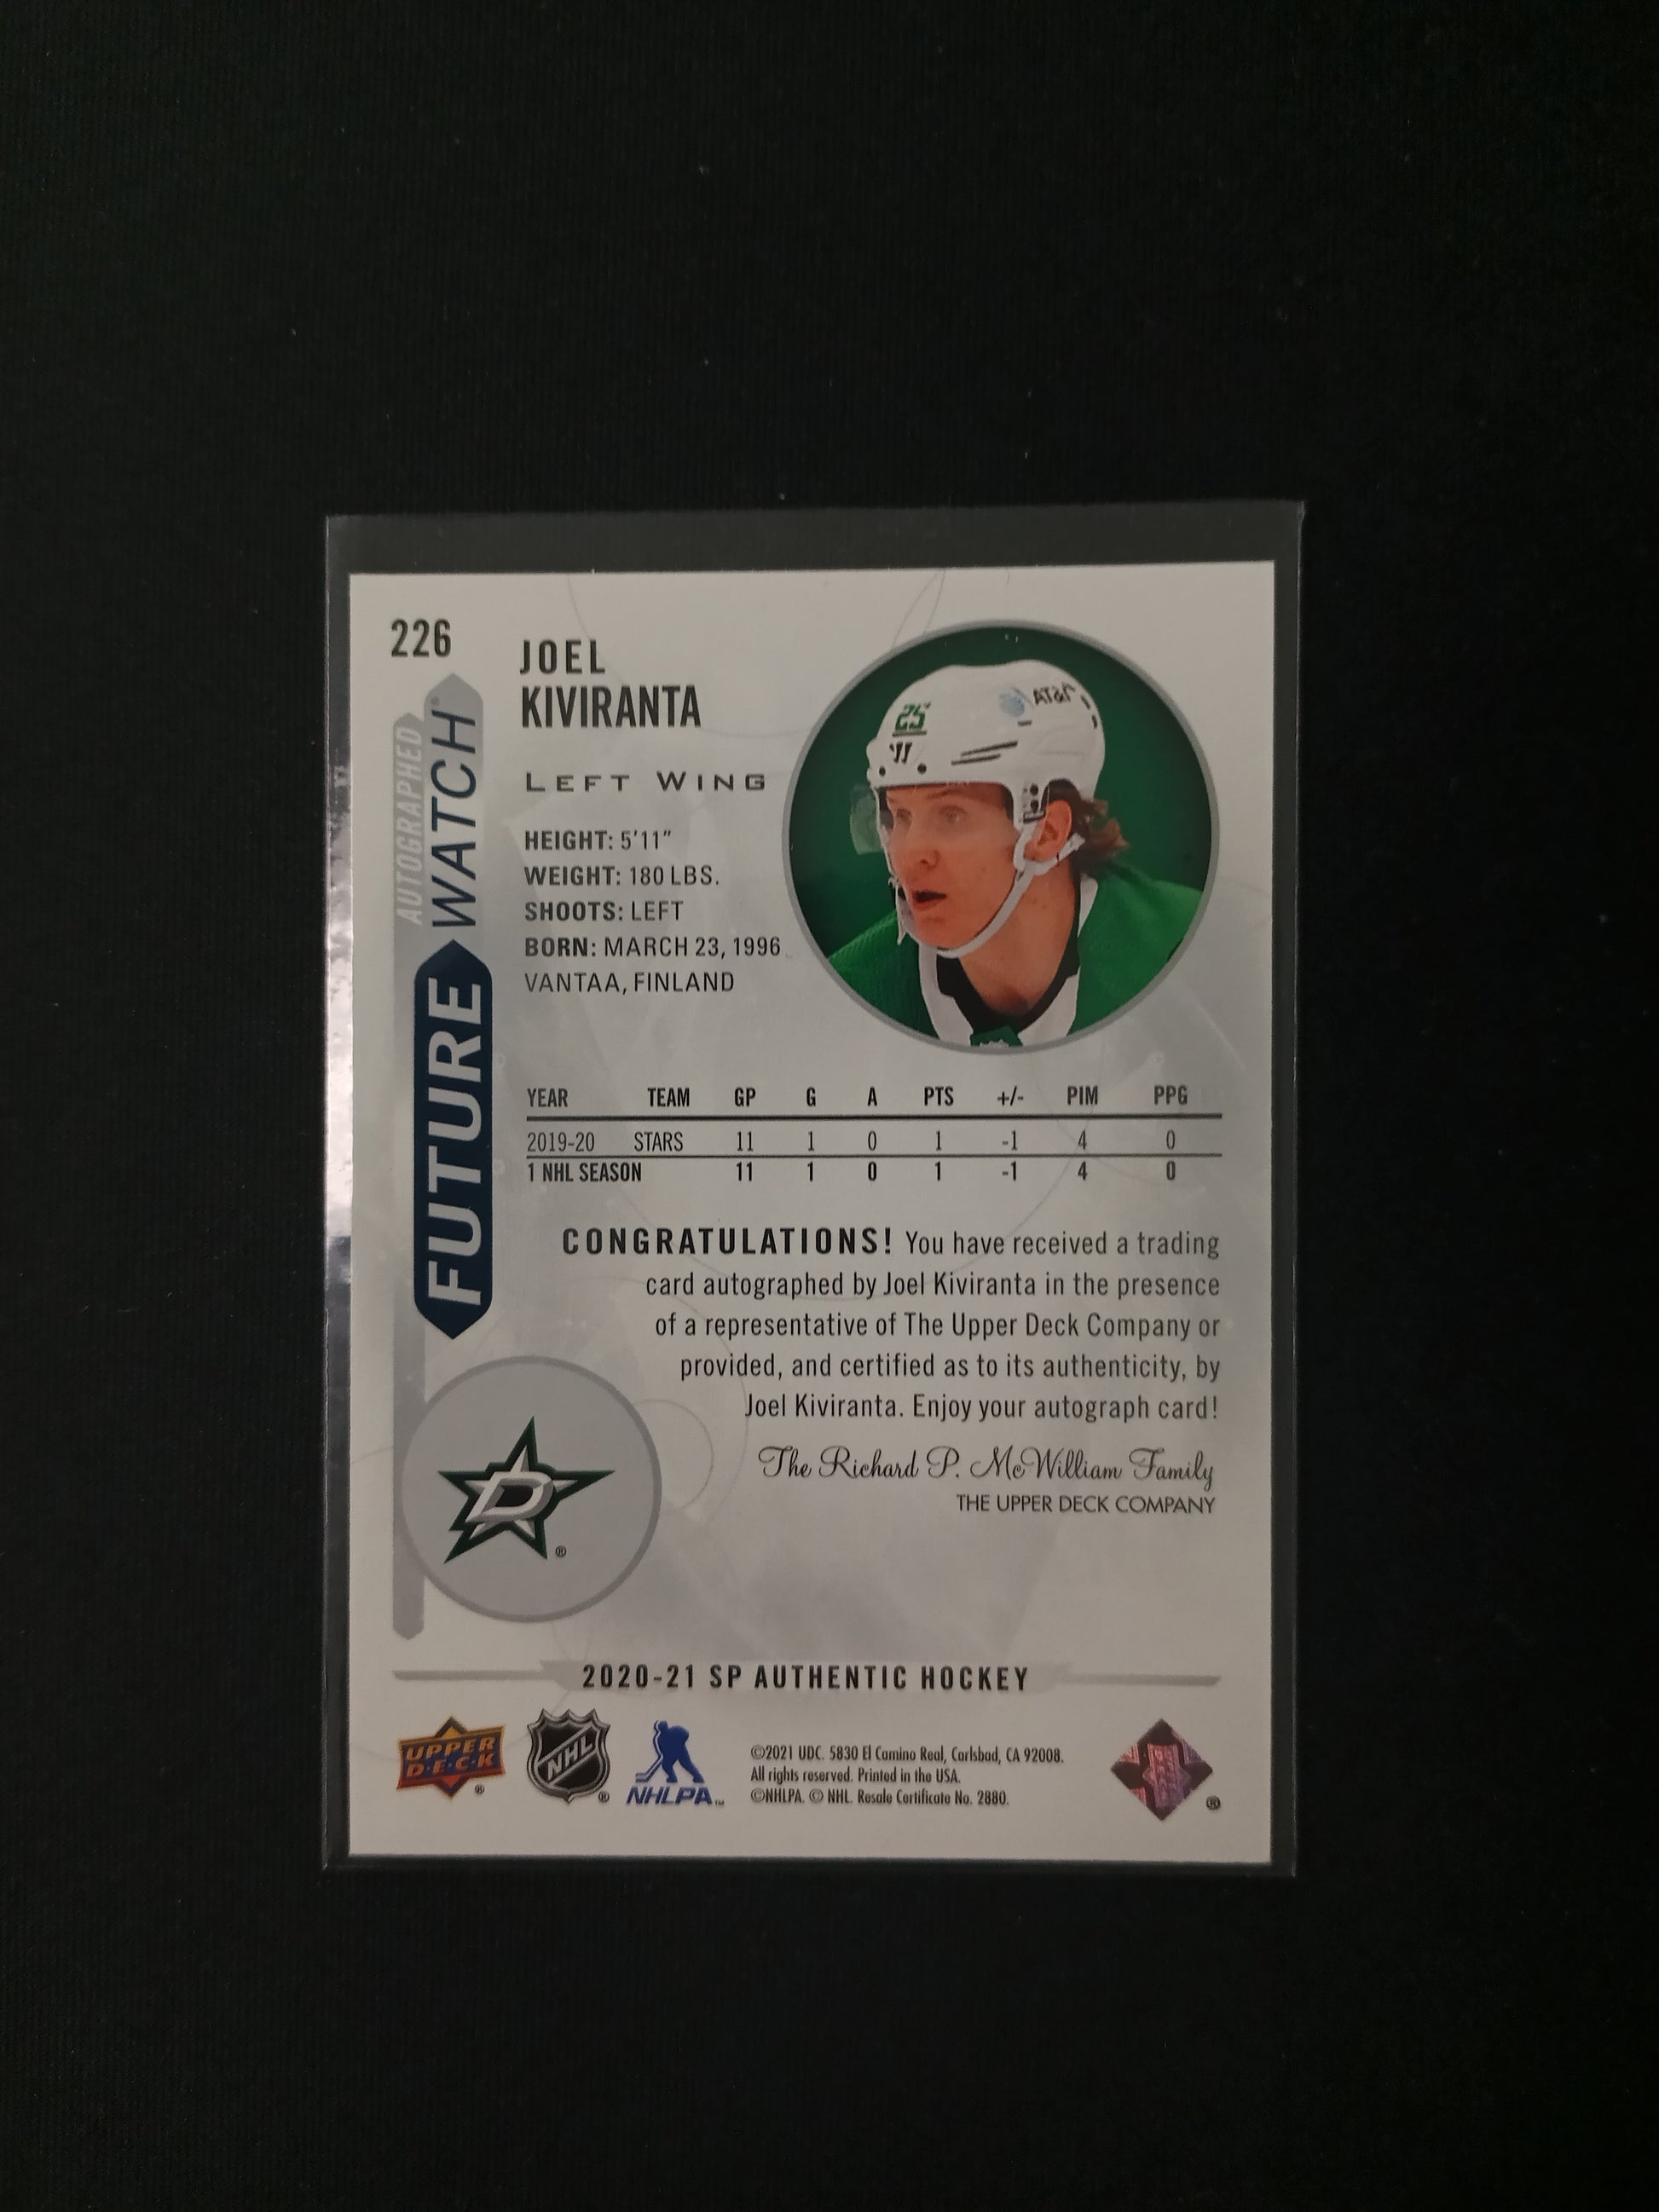 226
JOEL
KIVIRANTA
LEFT WING
HEIGHT: 5'11"
WEIGHT: 180 LBS.
SHOOTS: LEFT
BORN: MARCH 23, 1996
VANTAA, FINLAND
AUTOGRAPHED
FUTURE WATCH®
25
AT&T
YEAR TEAM GP G A PTS +/- PIM PPG
2019-20 STARS 11 1 0 1 -1 4 0
1 NHL SEASON 11 1 0 1 -1 4 0
CONGRATULATIONS! You have received a trading
card autographed by Joel Kiviranta in the presence
of a representative of The Upper Deck Company or
provided, and certified as to its authenticity, by
Joel Kiviranta. Enjoy your autograph card!
The Richard P. McWilliam Family
THE UPPER DECK COMPANY
D
®
2020-21 SP AUTHENTIC HOCKEY
UPPER
D·E·C·K
®
NHL
®
NHLPA™
©2021 UDC. 5830 El Camino Real, Carlsbad, CA 92008.
All rights reserved. Printed in the USA.
©NHLPA. © NHL. Resale Certificate No. 2880.
®